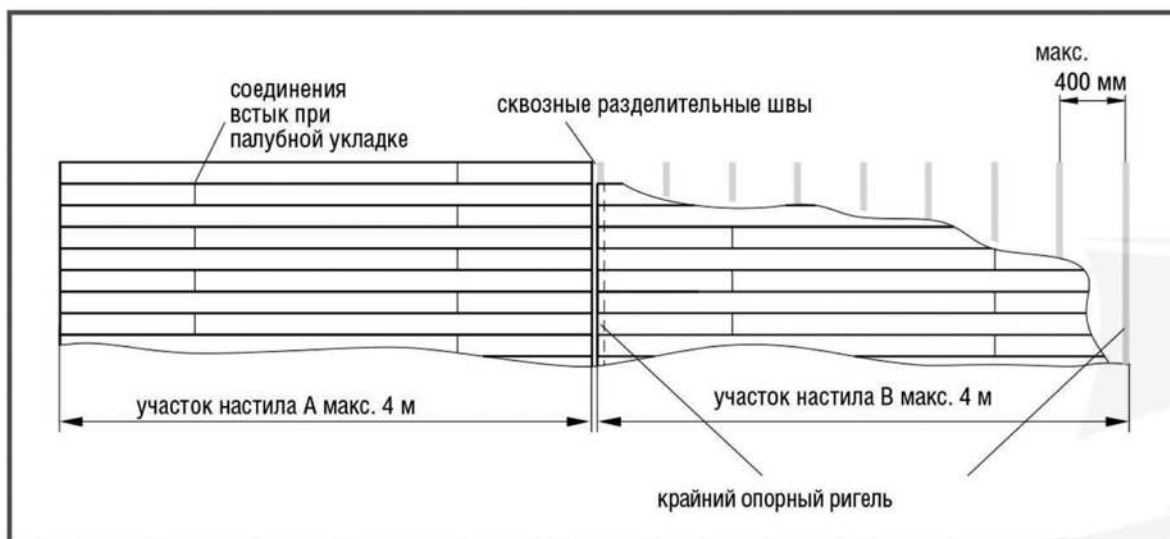 макс.
400 мм
соединения
встык при
палубной укладке
сквозные разделительные швы
участок настила А макс. 4 м
участок настила В макс. 4 м
крайний опорный ригель